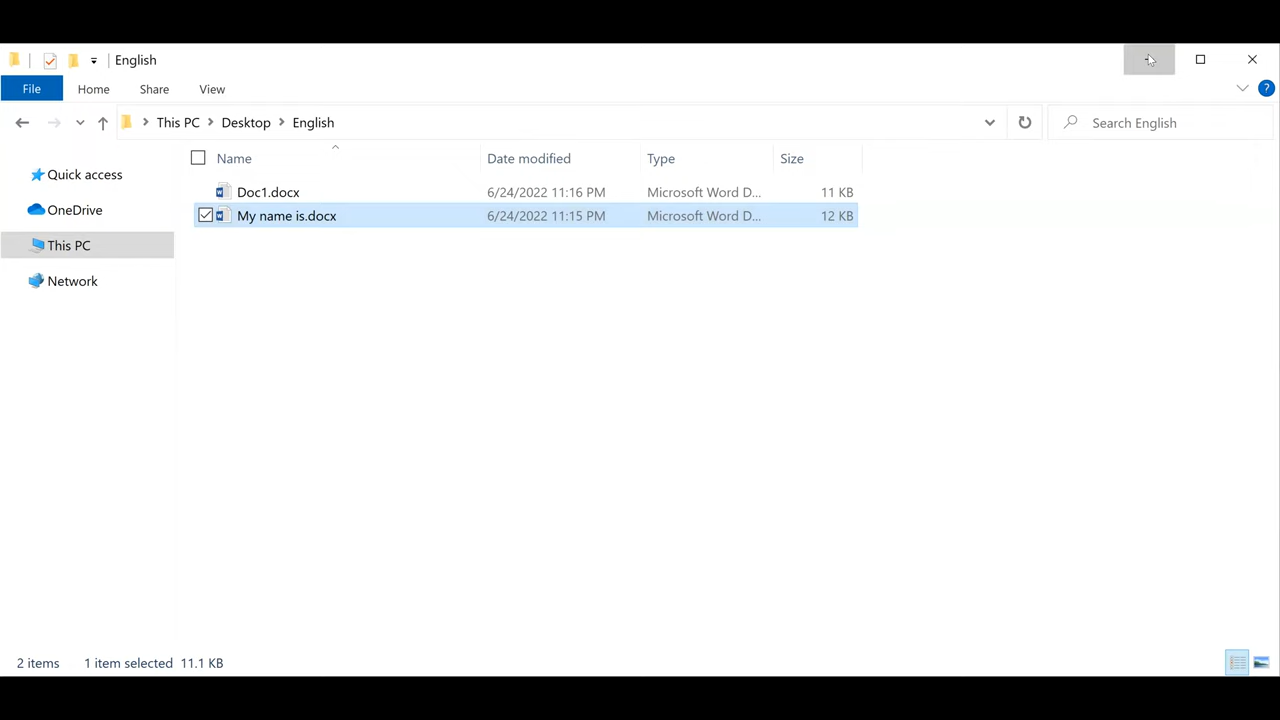 English
File Home Share View
This PC Desktop English
Search English
Name Date modified Type Size
Quick access
Doc1.docx 6/24/2022 11:16 PM Microsoft Word D... 11 KB
OneDrive
My name is.docx 6/24/2022 11:15 PM Microsoft Word D... 12 KB
This PC
Network
2 items 1 item selected 11.1 KB